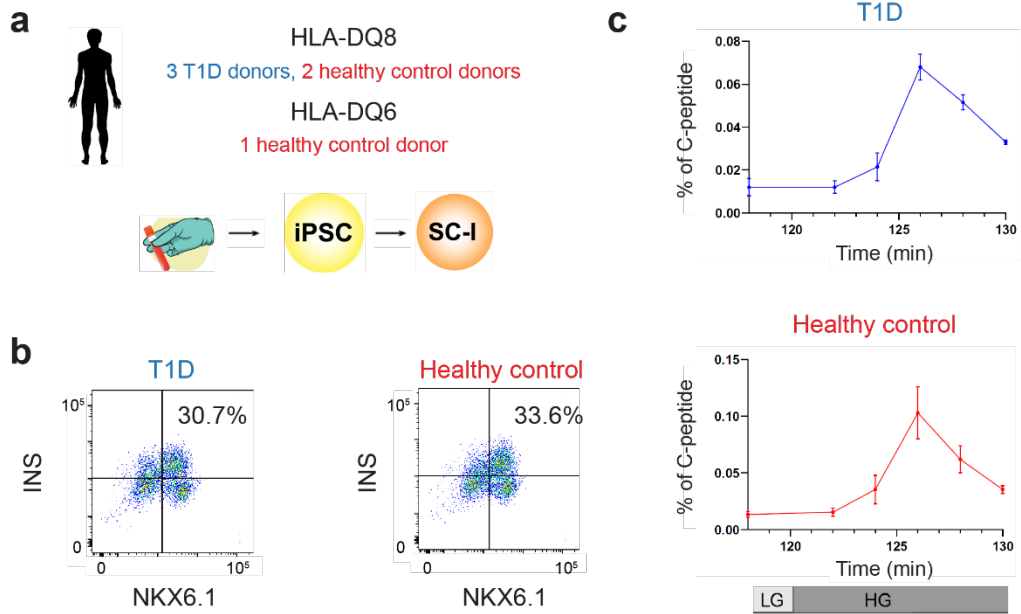 a
HLA-DQ8
3 T1D donors, 2 healthy control donors
HLA-DQ6
1 healthy control donor
iPSC
SC-I
b
T1D
10⁵
30.7%
INS
0
0
10⁵
NKX6.1
Healthy control
10⁵
33.6%
INS
0
0
10⁵
NKX6.1
c
T1D
% of C-peptide
0.08
0.06
0.04
0.02
0.00
120
125
130
Time (min)
Healthy control
% of C-peptide
0.15
0.10
0.05
0.00
120
125
130
Time (min)
LG
HG